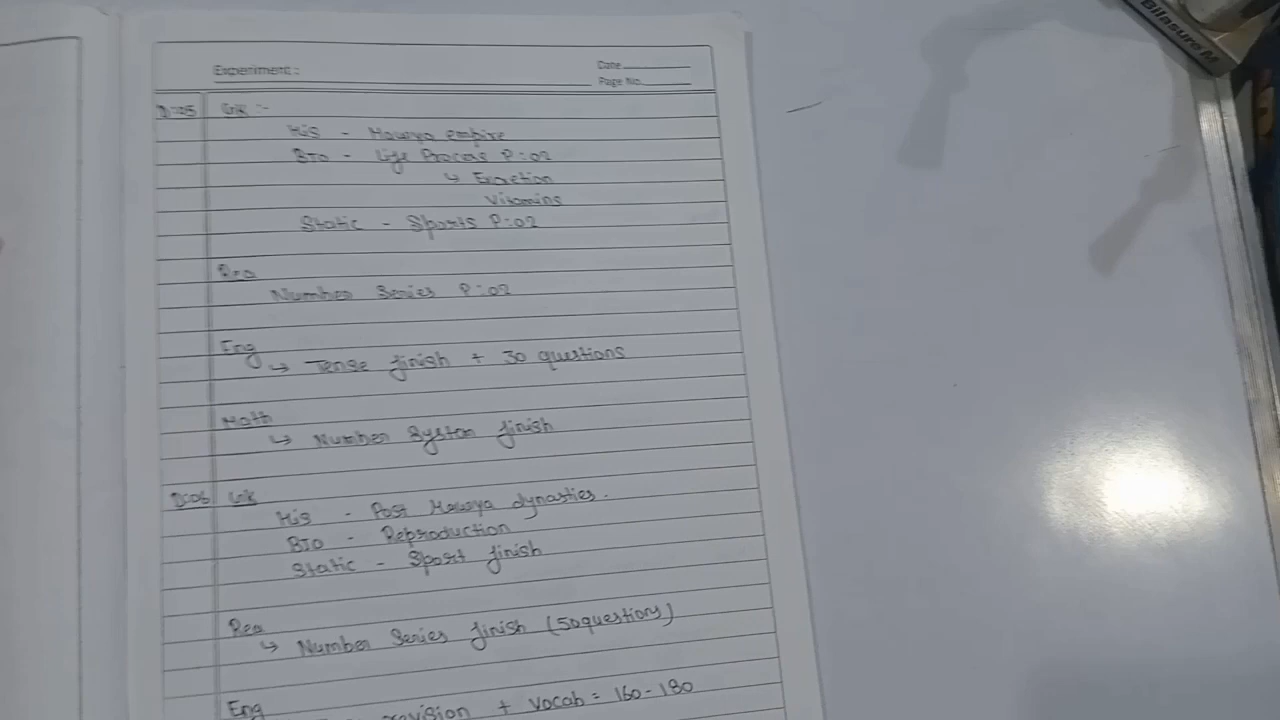 Bilasure M
Experiment :
Date
Page No.
D:05 GK :-
His - Maurya empire
BIO - Life Process P:02
↳ Excretion
Vitamins
Static - Sports P:02
Rea
Number Series P:02
Eng
↳ Tense finish + 30 questions
Math
↳ Number System finish
D:06 GK
His - Post Maurya dynasties.
BIO - Reproduction
Static - Sport finish
Rea
↳ Number Series finish (50questions)
Eng
revision + Vocab = 160-180